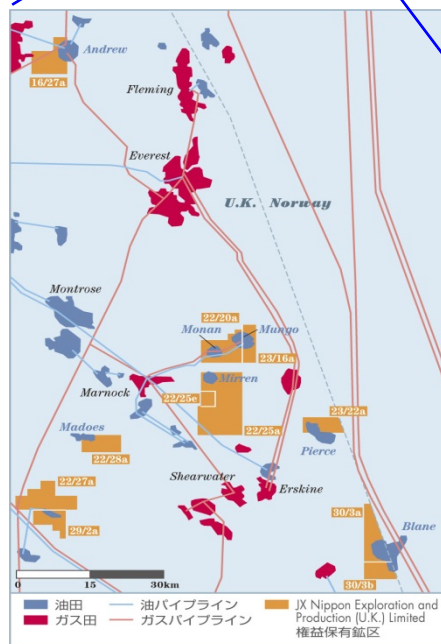 Andrew
16/27a
Fleming
Everest
U.K. Norway
Montrose
22/20a
Monan
Mungo
23/16a
Mirren
Marnock
22/25e
23/22a
Madoes
22/25a
22/28a
Pierce
Shearwater
22/27a
Erskine
30/3a
29/2a
Blane
30/3b
0 15 30km
油田
油パイプライン
JX Nippon Exploration and
Production (U.K.) Limited
権益保有鉱区
ガス田
ガスパイプライン